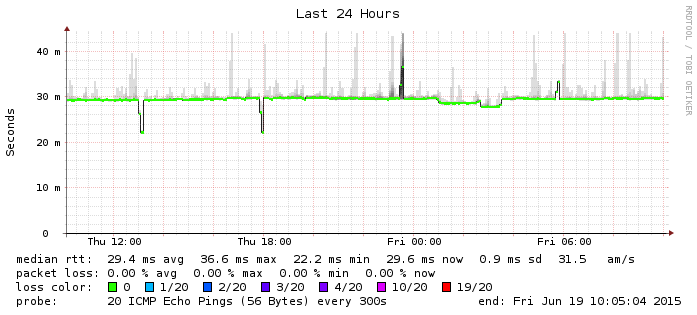 Last 24 Hours
RRDTOOL / TOBI OETIKER
Seconds
40 m
30 m
20 m
10 m
0
Thu 12:00 Thu 18:00 Fri 00:00 Fri 06:00
median rtt: 29.4 ms avg 36.6 ms max 22.2 ms min 29.6 ms now 0.9 ms sd 31.5 am/s
packet loss: 0.00 % avg 0.00 % max 0.00 % min 0.00 % now
loss color: 0 1/20 2/20 3/20 4/20 10/20 19/20
probe: 20 ICMP Echo Pings (56 Bytes) every 300s end: Fri Jun 19 10:05:04 2015